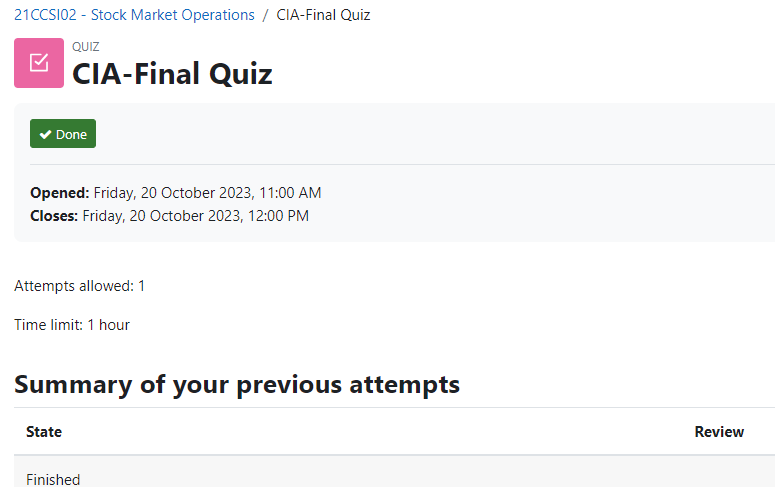 21CCSI02 - Stock Market Operations / CIA-Final Quiz
QUIZ
CIA-Final Quiz
Done
Opened: Friday, 20 October 2023, 11:00 AM
Closes: Friday, 20 October 2023, 12:00 PM
Attempts allowed: 1
Time limit: 1 hour
Summary of your previous attempts
State Review
Finished